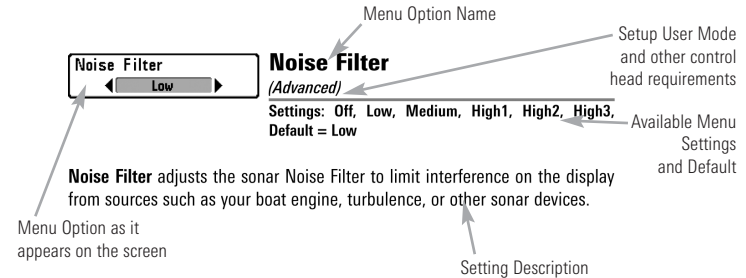 Menu Option Name
Setup User Mode
and other control
head requirements
Noise Filter
Low
Noise Filter
(Advanced)
Settings: Off, Low, Medium, High1, High2, High3,
Default = Low
Available Menu
Settings
and Default
Noise Filter adjusts the sonar Noise Filter to limit interference on the display
from sources such as your boat engine, turbulence, or other sonar devices.
Menu Option as it
appears on the screen
Setting Description